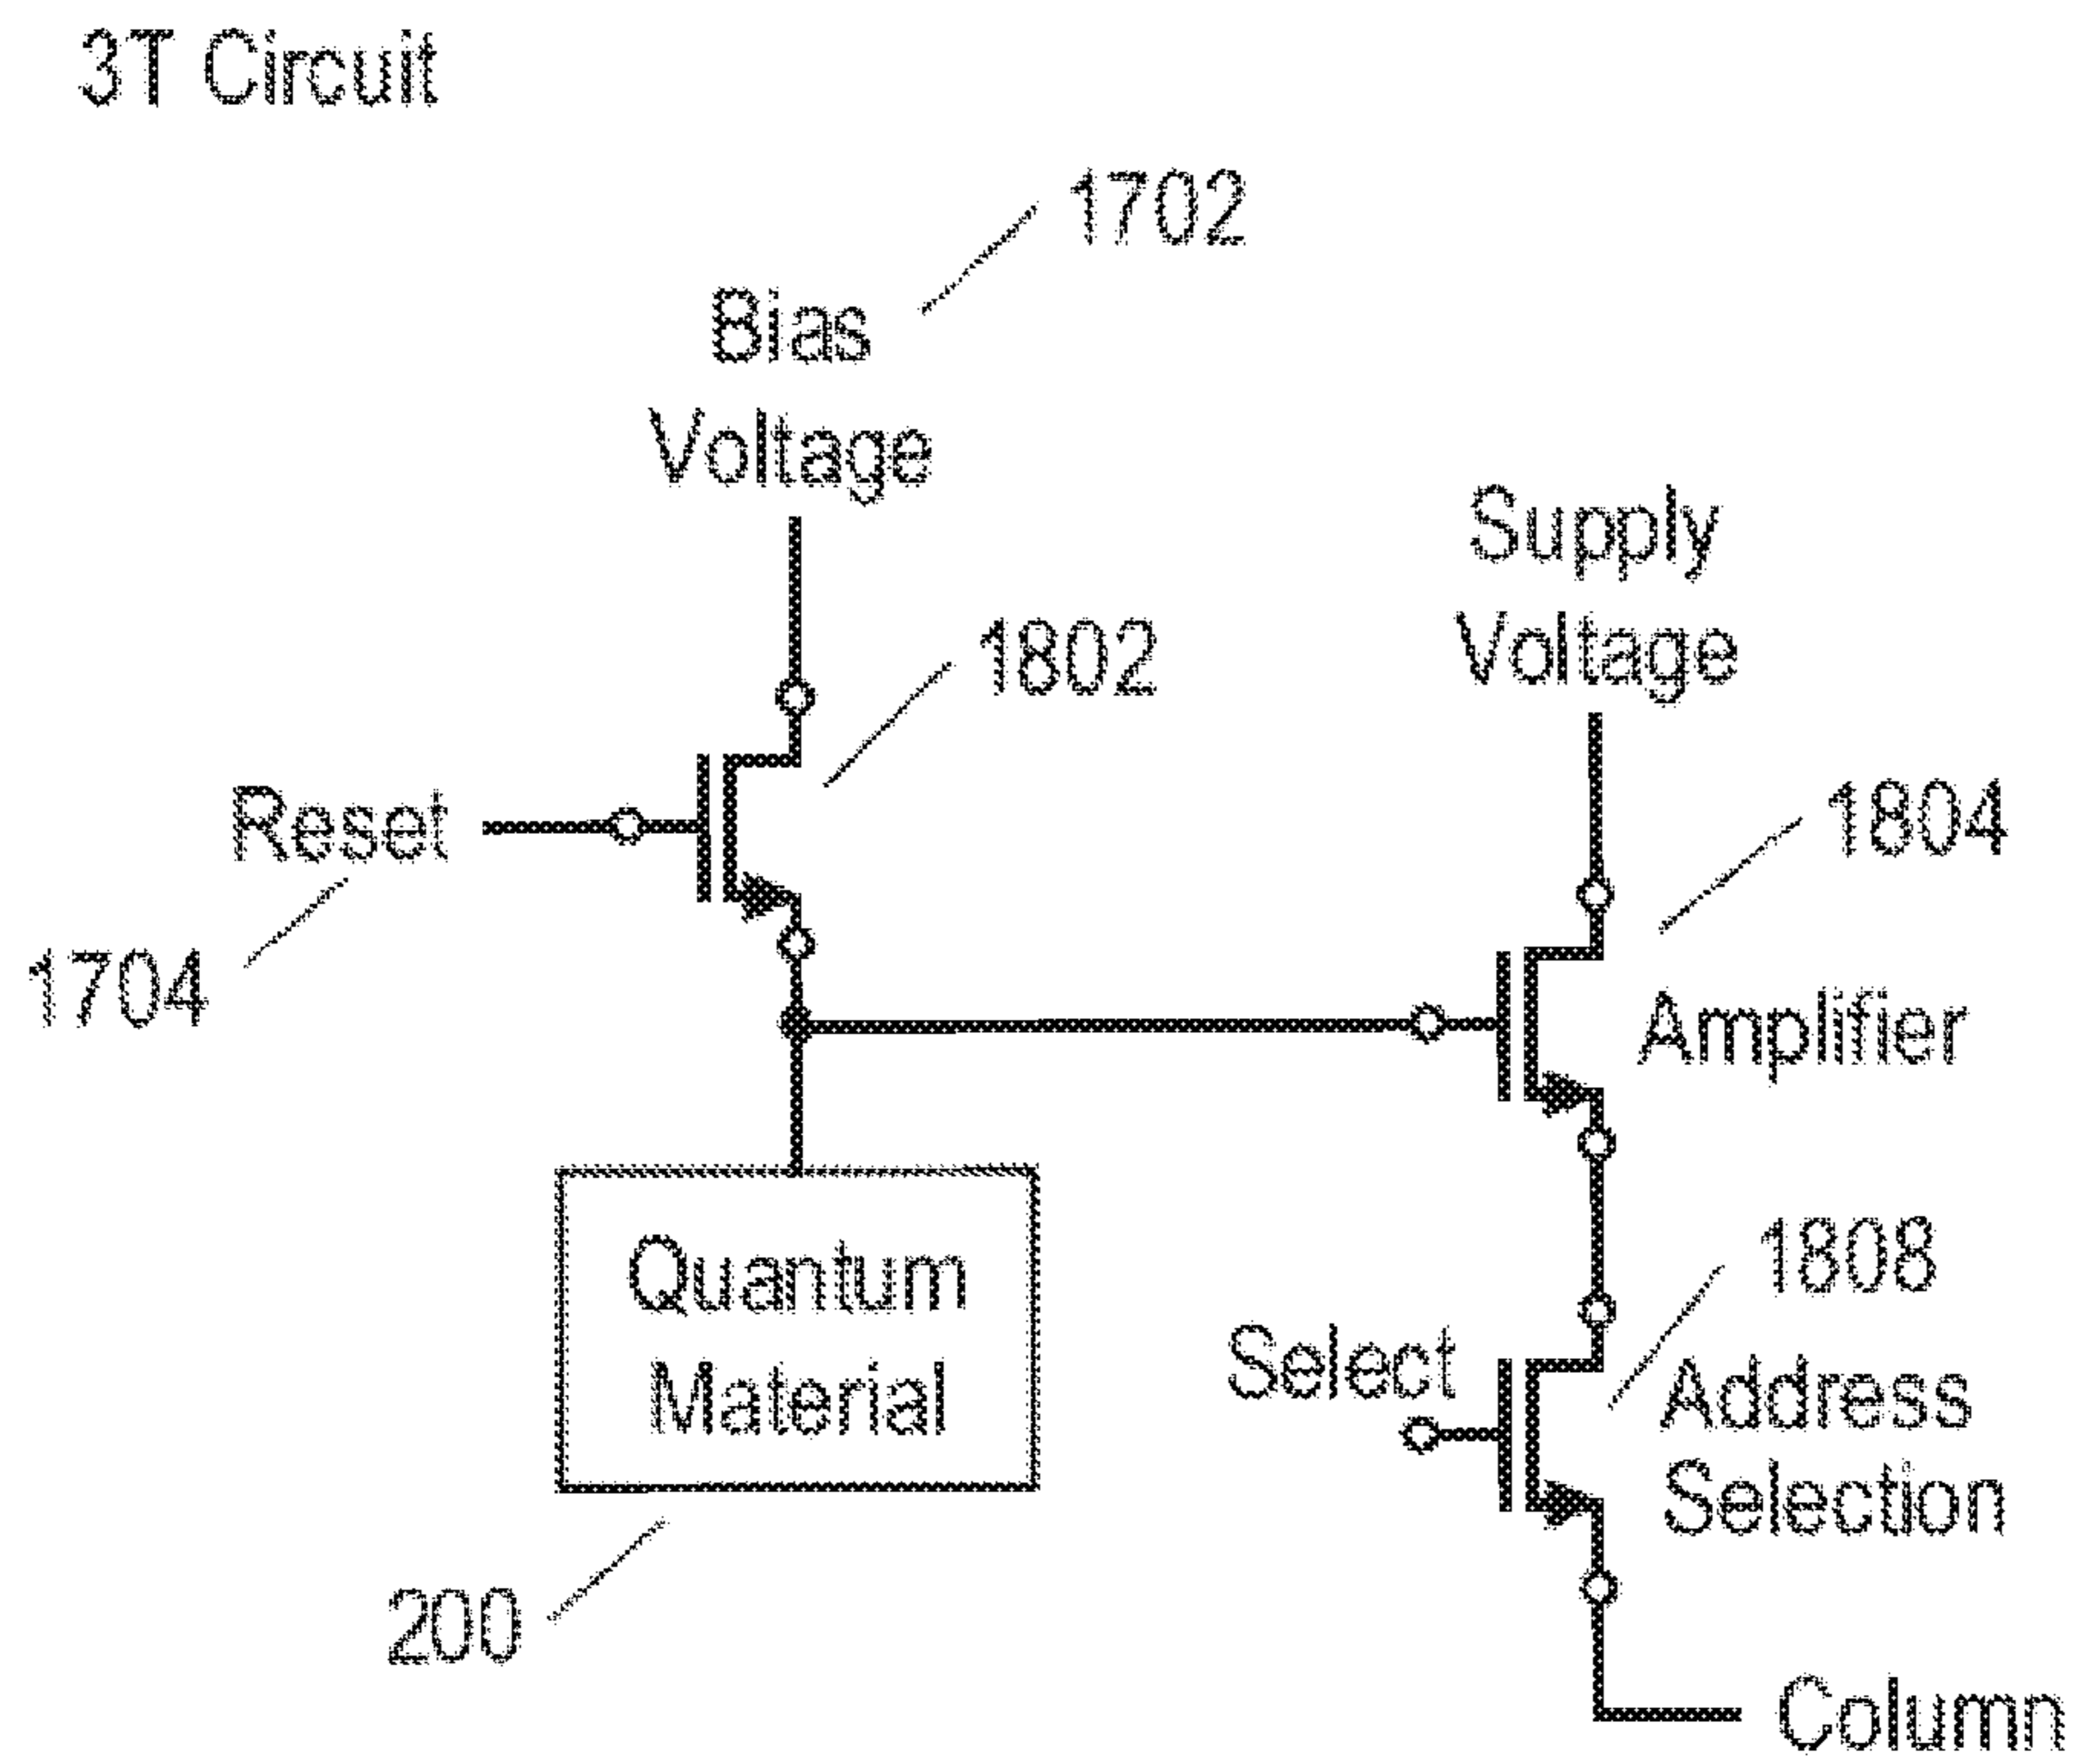 3T Circuit
1702
Bias
Voltage
Supply
Voltage
1802
Reset
1804
1704
Amplifier
Quantum
Material
1808
Select
Address
Selection
200
Column